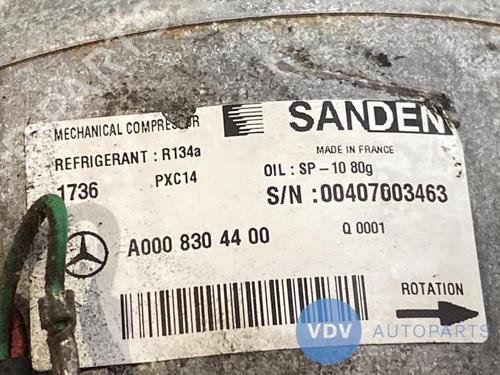 MECHANICAL COMPRESSOR
SANDEN
REFRIGERANT : R134a
MADE IN FRANCE
1736
PXC14
OIL : SP-10 80g
S/N : 00407003463
A000 830 44 00
Q 0001
ROTATION
VDV AUTOPARTS